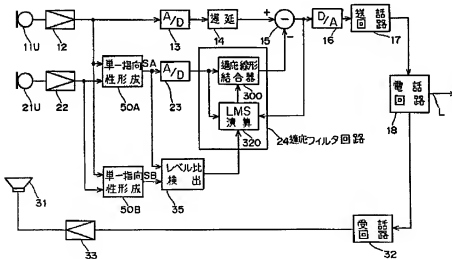 A/D
遅延
+
−
D/A
送話
回路
11U
12
13
14
15
16
17
単一指向
性形成
SA
A/D
適応線形
結合器
300
21U
22
50A
23
LMS
演算
320
電話
回路
18
L
24適応フィルタ回路
単一指向
性形成
SB
レベル比
検出
50B
35
31
33
受話
回路
32